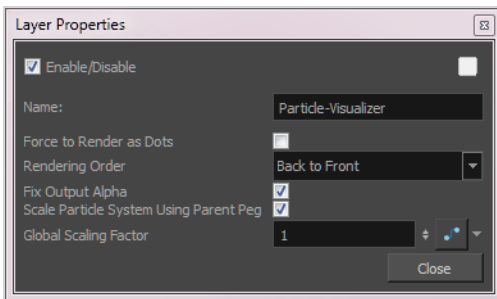 Layer Properties
Enable/Disable
Name: Particle-Visualizer
Force to Render as Dots
Rendering Order Back to Front
Fix Output Alpha
Scale Particle System Using Parent Peg
Global Scaling Factor 1
Close